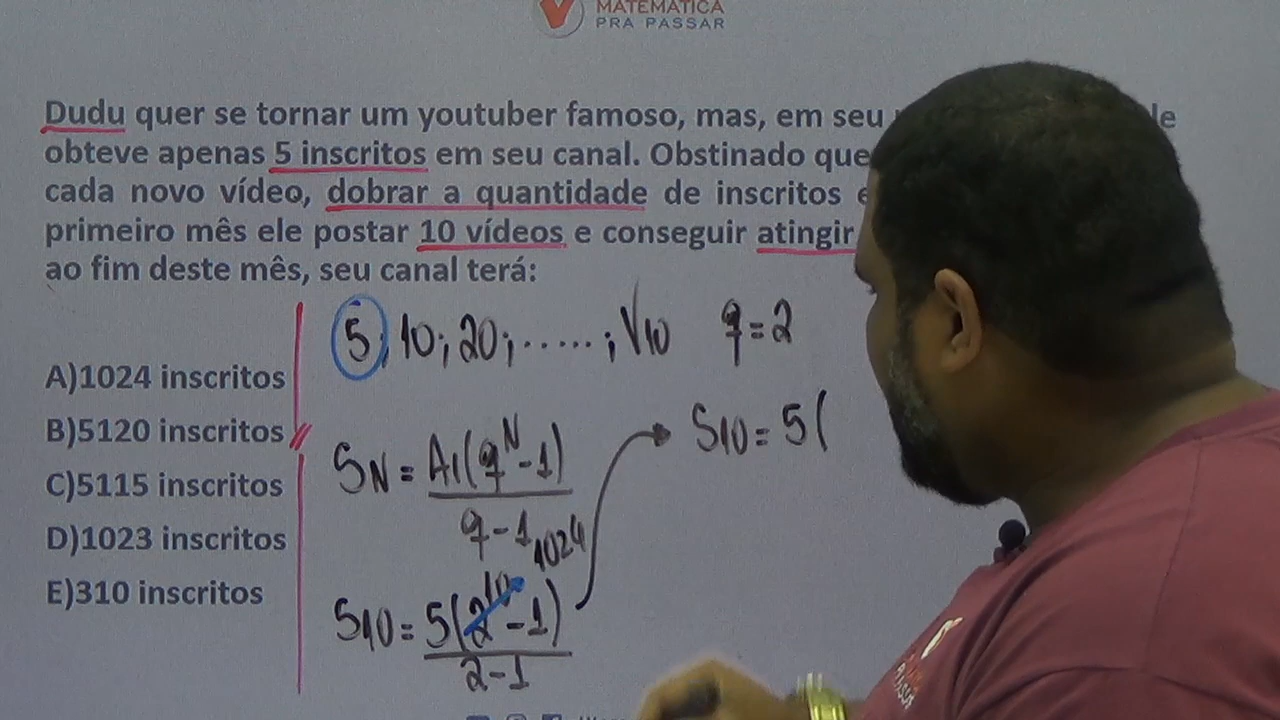 MATEMÁTICA
PRA PASSAR
Dudu quer se tornar um youtuber famoso, mas, em seu
obteve apenas 5 inscritos em seu canal. Obstinado que
cada novo vídeo, dobrar a quantidade de inscritos e
primeiro mês ele postar 10 vídeos e conseguir atingir
ao fim deste mês, seu canal terá:
5; 10; 20; ......; V10 q = 2
A)1024 inscritos
B)5120 inscritos
C)5115 inscritos
D)1023 inscritos
E)310 inscritos
SN = A1(q^N - 1)
q - 1
S10 = 5(
1024
S10 = 5(2^10 - 1)
2 - 1